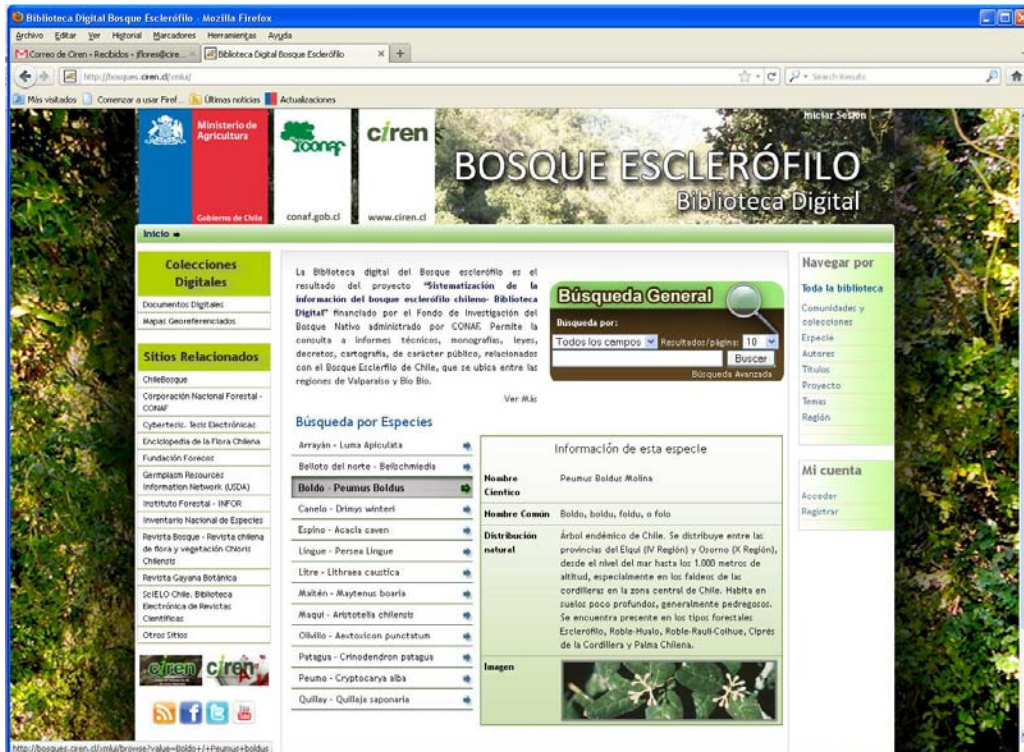 Biblioteca Digital Bosque Esclerófilo - Mozilla Firefox
Archivo Editar Ver Historial Marcadores Herramientas Ayuda
Correo de Ciren - Recibidos - jflores@cire...
Biblioteca Digital Bosque Esclerófilo
http://bosques.ciren.cl/xmlui/
Search Results
Más visitados Comenzar a usar Firef... Últimas noticias Actualizaciones
Iniciar Sesión
Ministerio de
Agricultura
Gobierno de Chile
conaf
conaf.gob.cl
ciren
www.ciren.cl
BOSQUE ESCLERÓFILO
Biblioteca Digital
Inicio
Colecciones
Digitales
Documentos Digitales
Mapas Georeferenciados
Sitios Relacionados
ChileBosque
Corporación Nacional Forestal -
CONAF
Cybertesis. Tesis Electrónicas
Enciclopedia de la Flora Chilena
Fundación Forecos
Germplasm Resources
Information Network (USDA)
Instituto Forestal - INFOR
Inventario Nacional de Especies
Revista Bosque - Revista chilena
de flora y vegetación Chloris
Chilensis
Revista Gayana Botánica
SciELO Chile. Biblioteca
Electrónica de Revistas
Científicas
Otros Sitios
ciren ciren
La Biblioteca digital del Bosque esclerófilo es el
resultado del proyecto "Sistematización de la
información del bosque esclerófilo chileno- Biblioteca
Digital" financiado por el Fondo de Investigación del
Bosque Nativo administrado por CONAF. Permite la
consulta a informes técnicos, monografías, leyes,
decretos, cartografía, de carácter público, relacionados
con el Bosque Esclerfilo de Chile, que se ubica entre las
regiones de Valparaíso y Bío Bío.
Ver Más
Búsqueda General
Búsqueda por:
Todos los campos Resultados/página: 10
Buscar
Búsqueda Avanzada
Búsqueda por Especies
Arrayán - Luma Apiculata
Belloto del norte - Beilschmiedia
Boldo - Peumus Boldus
Canelo - Drimys winteri
Espino - Acacia caven
Lingue - Persea Lingue
Litre - Lithraea caustica
Maitén - Maytenus boaria
Maqui - Aristotelia chilensis
Olivillo - Aextoxicon punctatum
Patagua - Crinodendron patagua
Peumo - Cryptocarya alba
Quillay - Quillaja saponaria
Información de esta especie
Nombre
Cientico
Peumus Boldus Molina
Nombre Común Boldo, boldu, foldu, o folo
Distribución
natural
Árbol endémico de Chile. Se distribuye entre las
provincias del Elqui (IV Región) y Osorno (X Región),
desde el nivel del mar hasta los 1.000 metros de
altitud, especialmente en los faldeos de las
cordilleras en la zona central de Chile. Habita en
suelos poco profundos, generalmente pedregosos.
Se encuentra presente en los tipos forestales
Esclerófilo, Roble-Hualo, Roble-Raulí-Coihue, Ciprés
de la Cordillera y Palma Chilena.
Imagen
Navegar por
Toda la biblioteca
Comunidades y
colecciones
Especie
Autores
Títulos
Proyecto
Temas
Región
Mi cuenta
Acceder
Registrar
http://bosques.ciren.cl/xmlui/browse?value=Boldo+/+Peumus+boldus